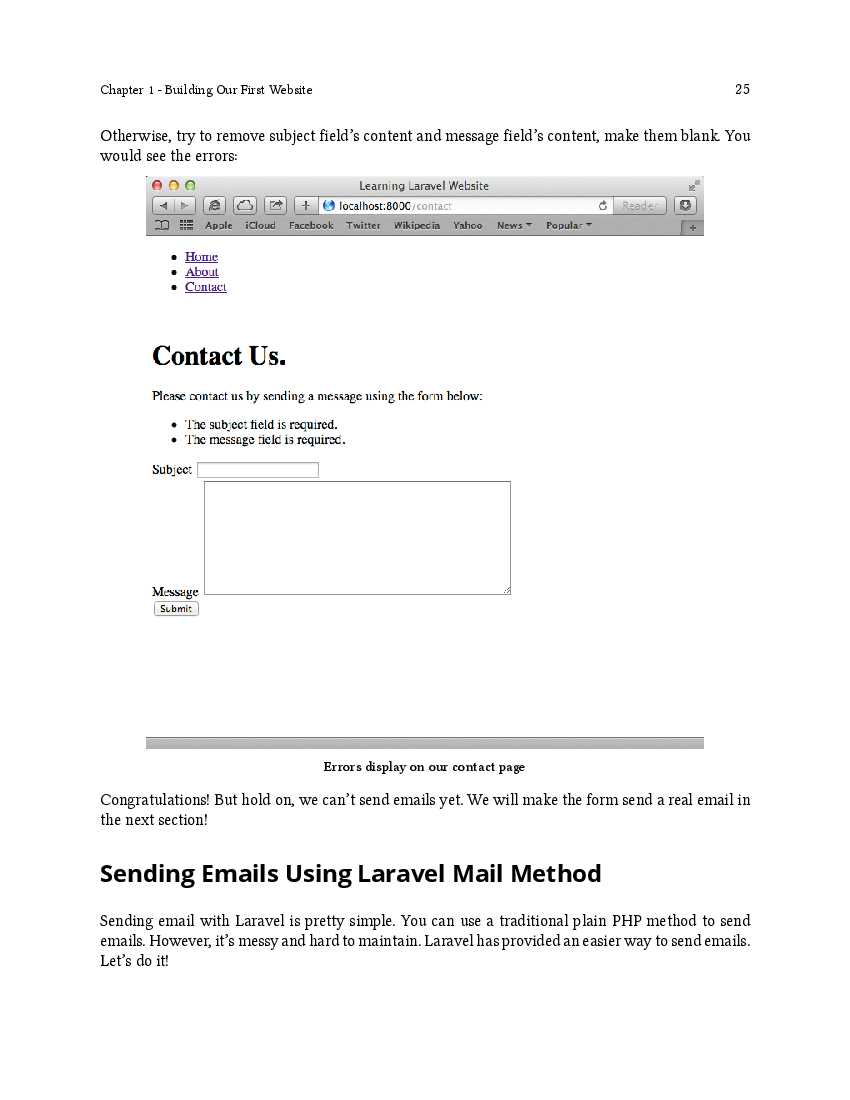 Chapter 1 - Building Our First Website 25
Otherwise, try to remove subject field's content and message field's content, make them blank. You
would see the errors:
Learning Laravel Website
localhost:8000/contact
Reader
Apple iCloud Facebook Twitter Wikipedia Yahoo News Popular
• Home
• About
• Contact
Contact Us.
Please contact us by sending a message using the form below:
• The subject field is required.
• The message field is required.
Subject
Message
Submit
Errors display on our contact page
Congratulations! But hold on, we can't send emails yet. We will make the form send a real email in
the next section!
Sending Emails Using Laravel Mail Method
Sending email with Laravel is pretty simple. You can use a traditional plain PHP method to send
emails. However, it's messy and hard to maintain. Laravel has provided an easier way to send emails.
Let's do it!